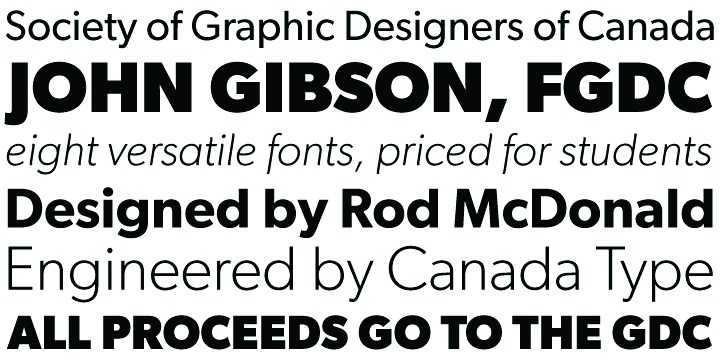 Society of Graphic Designers of Canada
JOHN GIBSON, FGDC
eight versatile fonts, priced for students
Designed by Rod McDonald
Engineered by Canada Type
ALL PROCEEDS GO TO THE GDC